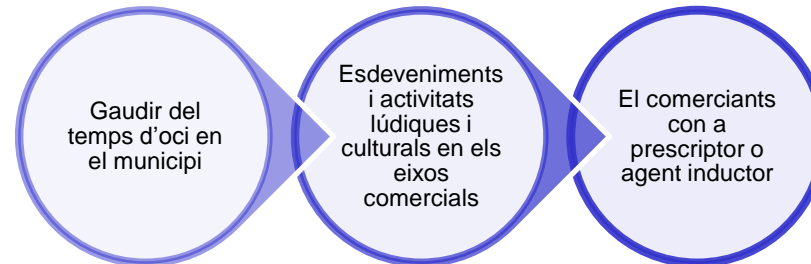 Gaudir del
temps d'oci en
el municipi
Esdeveniments
i activitats
lúdiques i
culturals en els
eixos
comercials
El comerciants
con a
prescriptor o
agent inductor